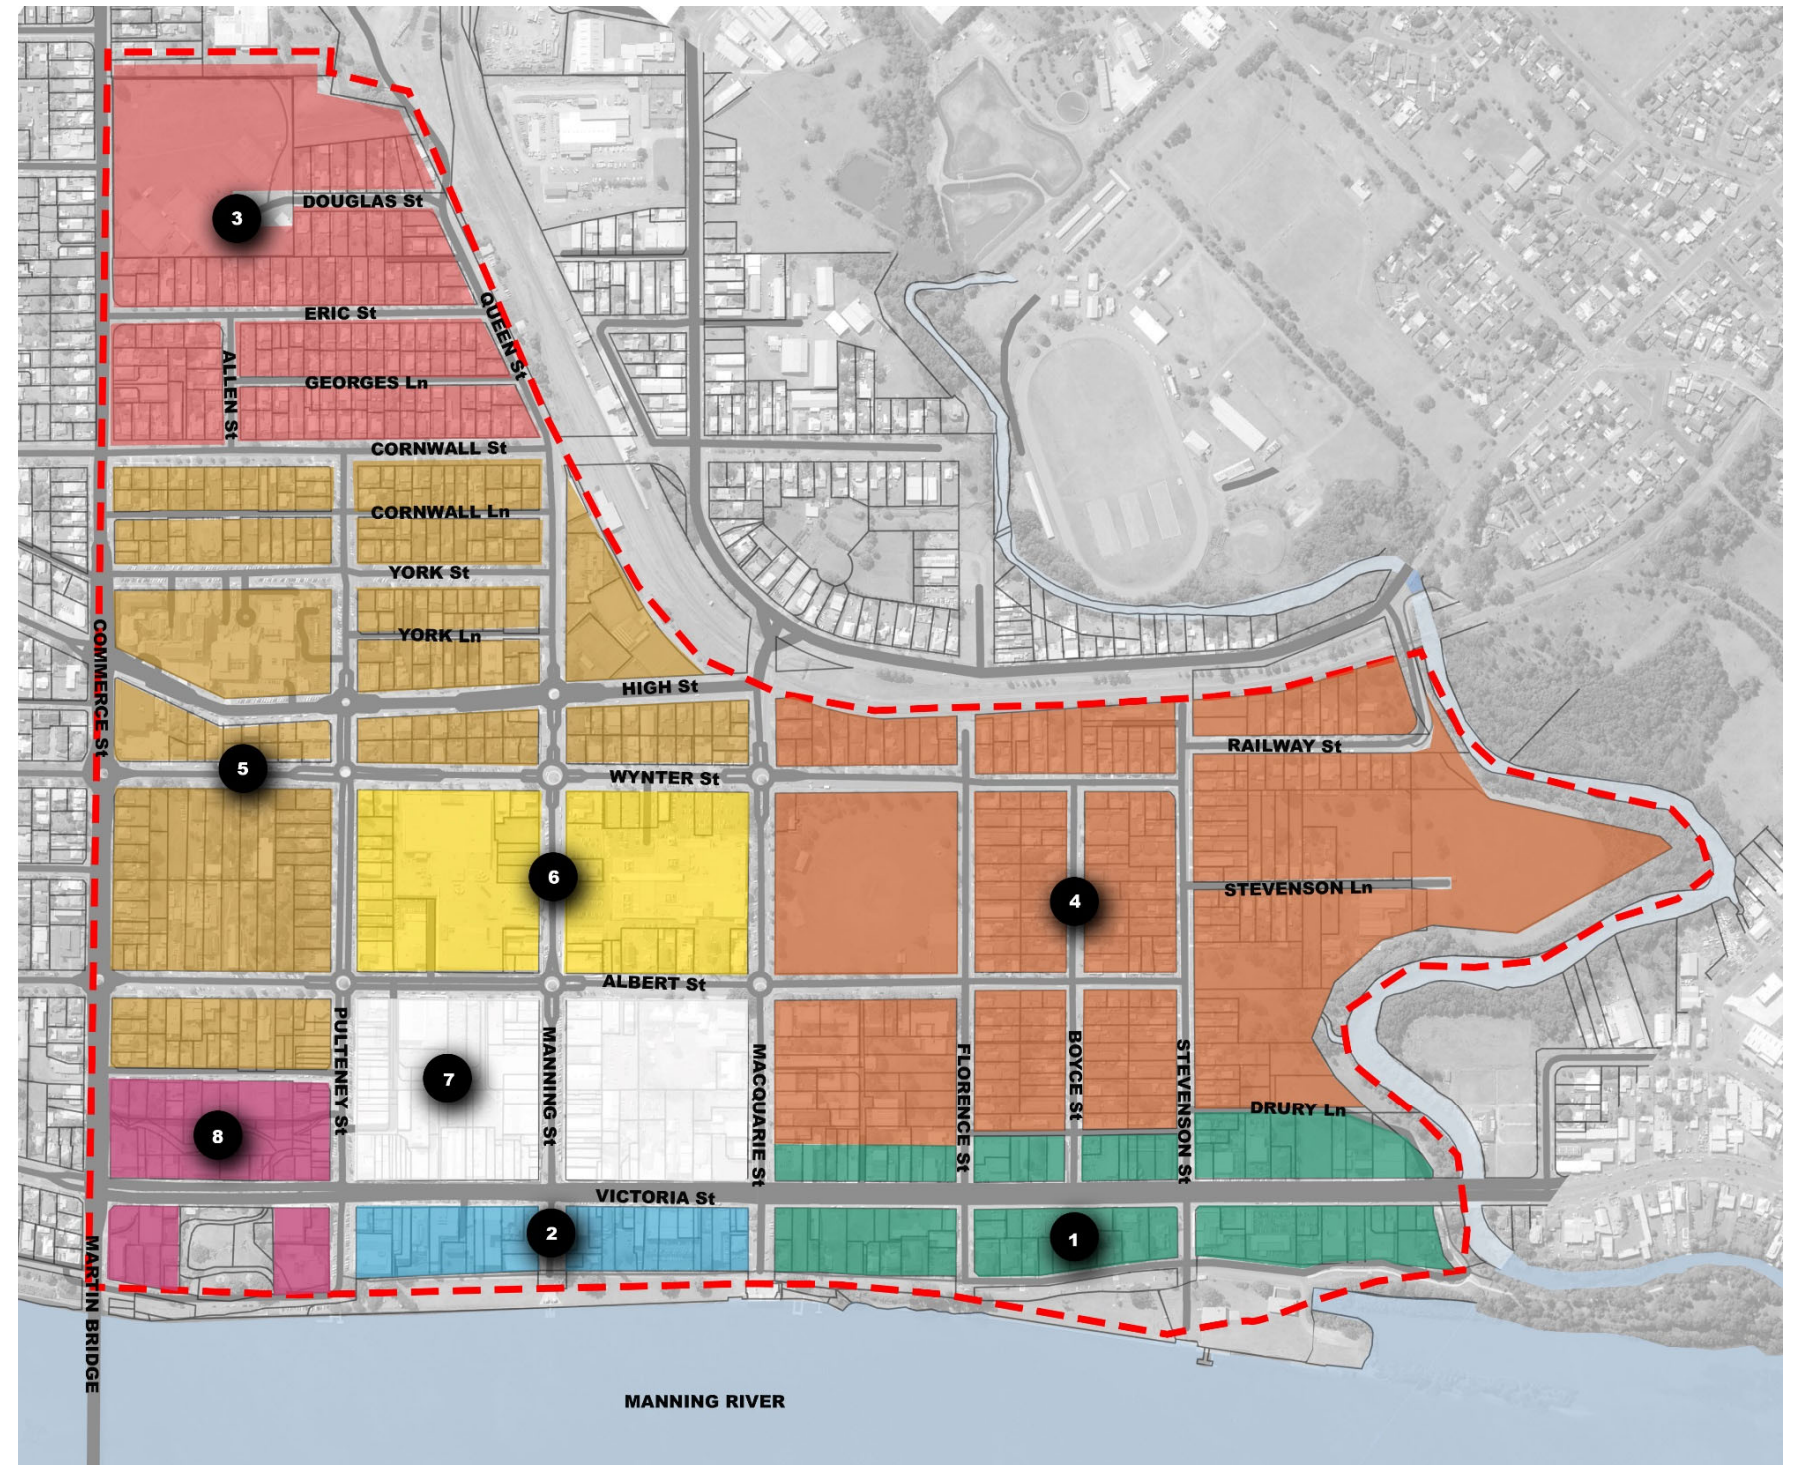 DOUGLAS St
3
ERIC St
QUEEN St
ALLEN St
GEORGES Ln
CORNWALL St
CORNWALL Ln
YORK St
YORK Ln
COMMERCE St
HIGH St
RAILWAY St
5
WYNTER St
6
STEVENSON Ln
4
ALBERT St
PULTENEY St
MANNING St
MACQUARIE St
FLORENCE St
BOYCE St
STEVENSON St
7
DRURY Ln
8
VICTORIA St
2
1
MARTIN BRIDGE
MANNING RIVER